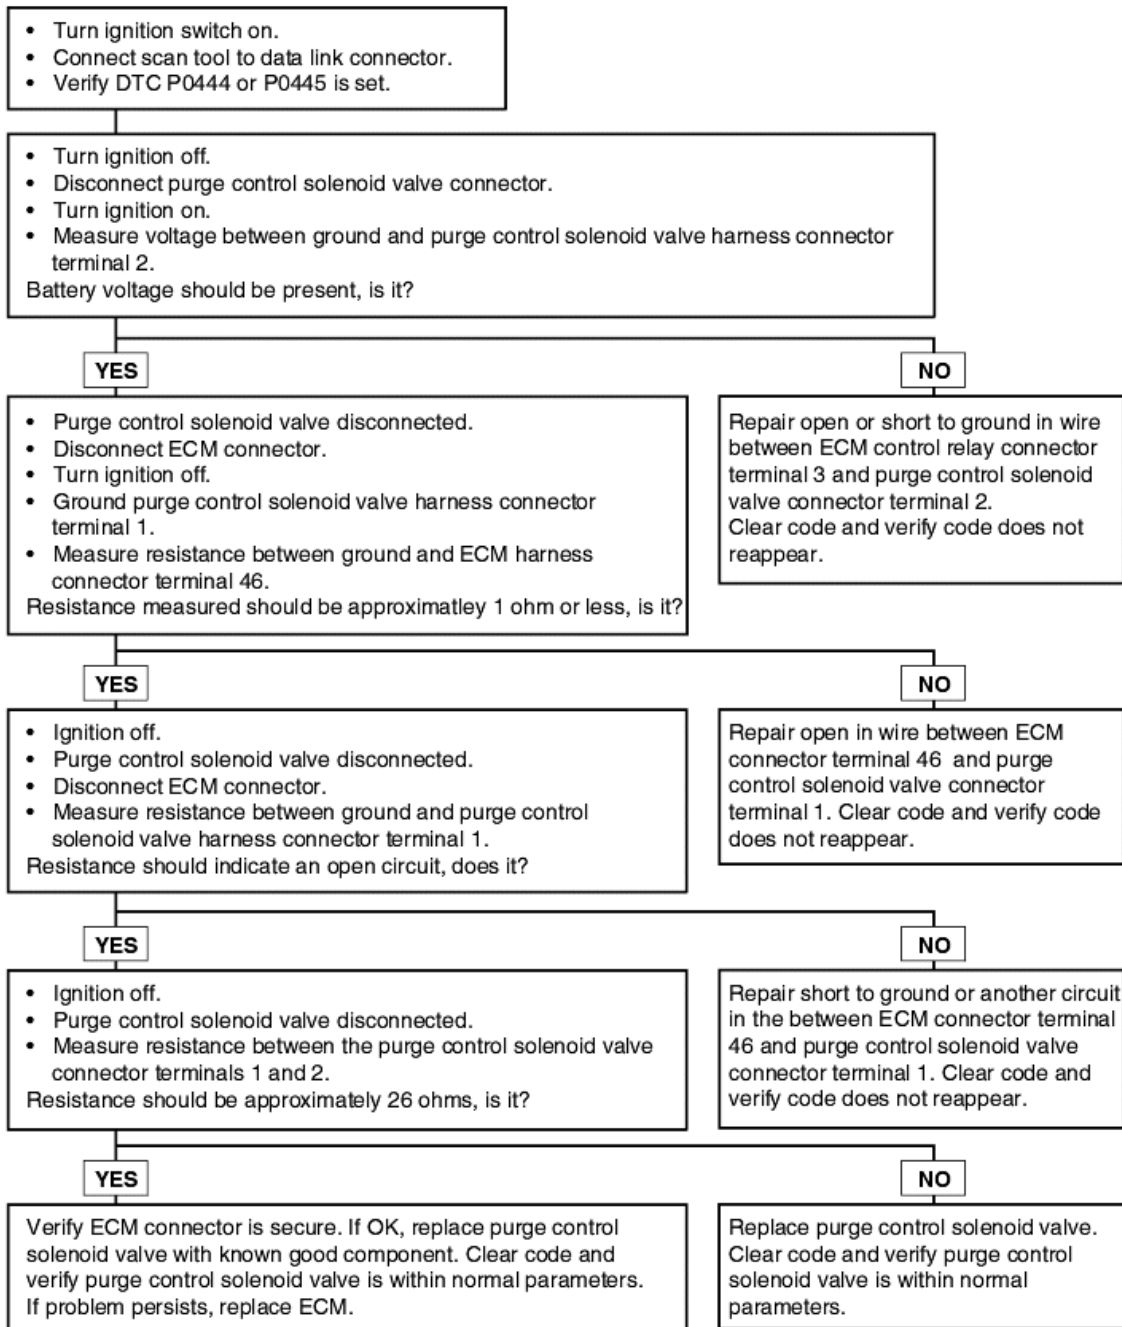 • Turn ignition switch on.
• Connect scan tool to data link connector.
• Verify DTC P0444 or P0445 is set.
• Turn ignition off.
• Disconnect purge control solenoid valve connector.
• Turn ignition on.
• Measure voltage between ground and purge control solenoid valve harness connector
terminal 2.
Battery voltage should be present, is it?
YES
NO
• Purge control solenoid valve disconnected.
• Disconnect ECM connector.
• Turn ignition off.
• Ground purge control solenoid valve harness connector
terminal 1.
• Measure resistance between ground and ECM harness
connector terminal 46.
Resistance measured should be approximatley 1 ohm or less, is it?
Repair open or short to ground in wire
between ECM control relay connector
terminal 3 and purge control solenoid
valve connector terminal 2.
Clear code and verify code does not
reappear.
YES
NO
• Ignition off.
• Purge control solenoid valve disconnected.
• Disconnect ECM connector.
• Measure resistance between ground and purge control
solenoid valve harness connector terminal 1.
Resistance should indicate an open circuit, does it?
Repair open in wire between ECM
connector terminal 46 and purge
control solenoid valve connector
terminal 1. Clear code and verify code
does not reappear.
YES
NO
• Ignition off.
• Purge control solenoid valve disconnected.
• Measure resistance between the purge control solenoid valve
connector terminals 1 and 2.
Resistance should be approximately 26 ohms, is it?
Repair short to ground or another circuit
in the between ECM connector terminal
46 and purge control solenoid valve
connector terminal 1. Clear code and
verify code does not reappear.
YES
NO
Verify ECM connector is secure. If OK, replace purge control
solenoid valve with known good component. Clear code and
verify purge control solenoid valve is within normal parameters.
If problem persists, replace ECM.
Replace purge control solenoid valve.
Clear code and verify purge control
solenoid valve is within normal
parameters.